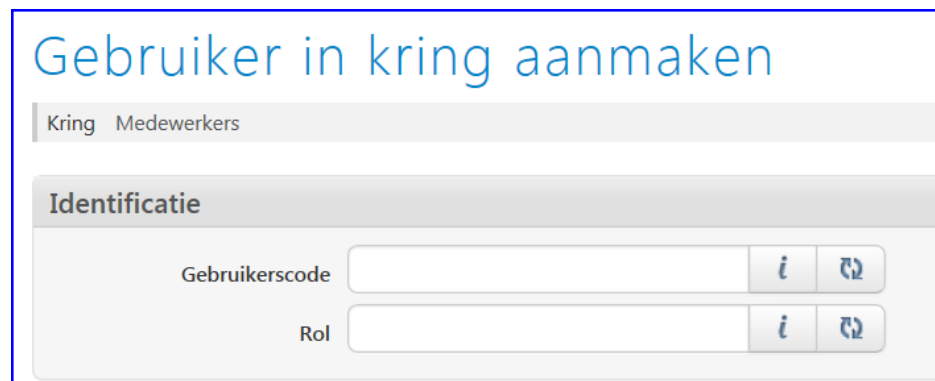 Gebruiker in kring aanmaken
Kring Medewerkers
Identificatie
Gebruikerscode
Rol